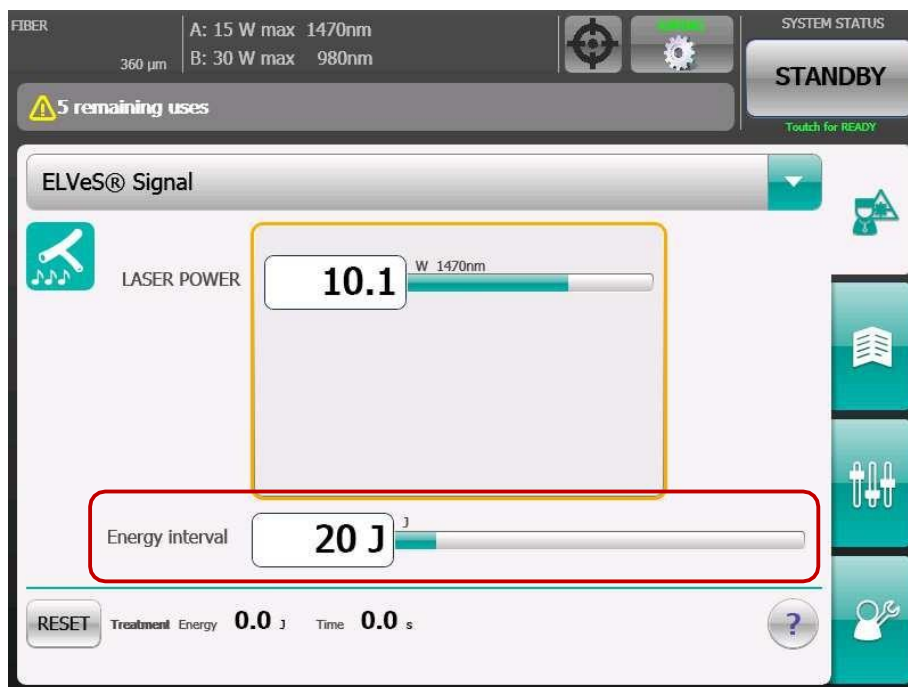 FIBER
360 µm
A: 15 W max 1470nm
B: 30 W max 980nm
SYSTEM STATUS
STANDBY
Toutch for READY
5 remaining uses
ELVeS® Signal
LASER POWER
10.1
W 1470nm
Energy interval
20 J
J
RESET
Treatment Energy 0.0 J Time 0.0 s
?